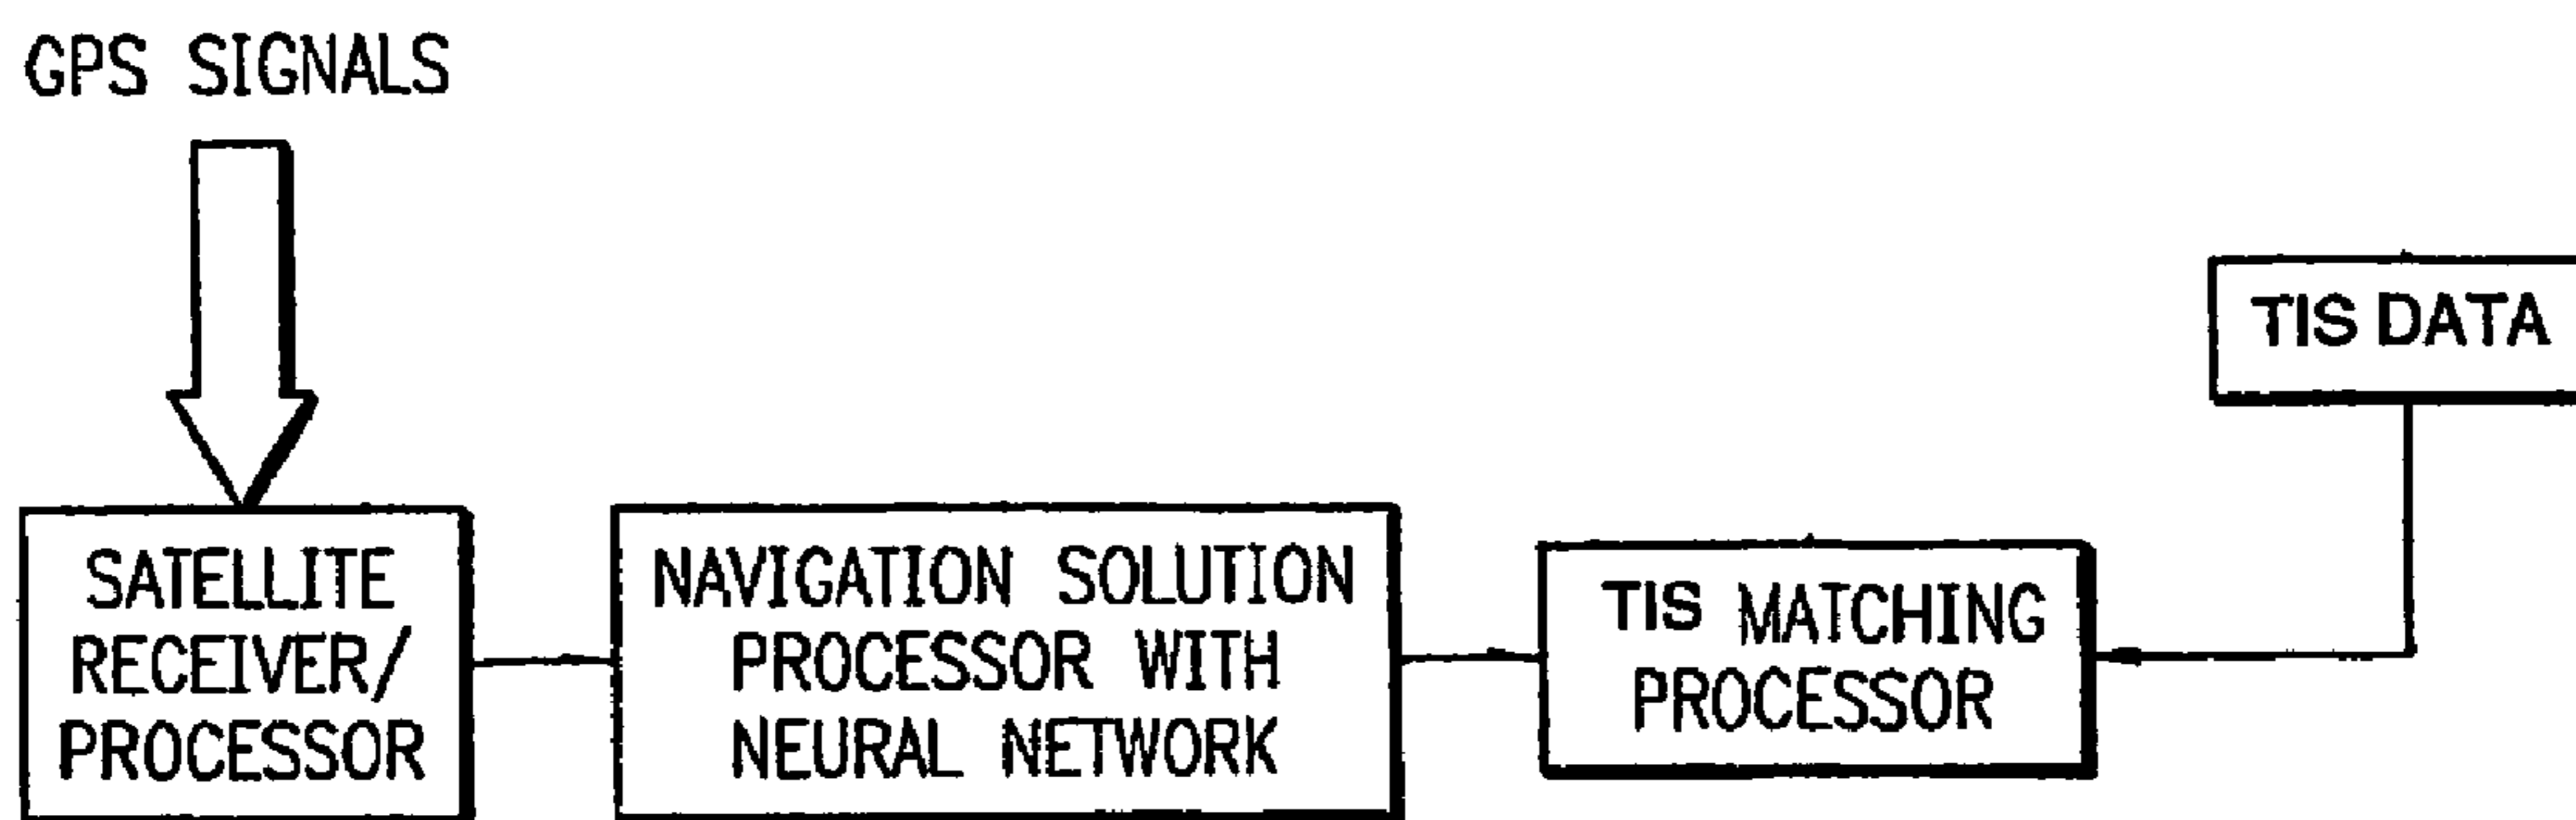 GPS SIGNALS
TIS DATA
SATELLITE
RECEIVER/
PROCESSOR
NAVIGATION SOLUTION
PROCESSOR WITH
NEURAL NETWORK
TIS MATCHING
PROCESSOR